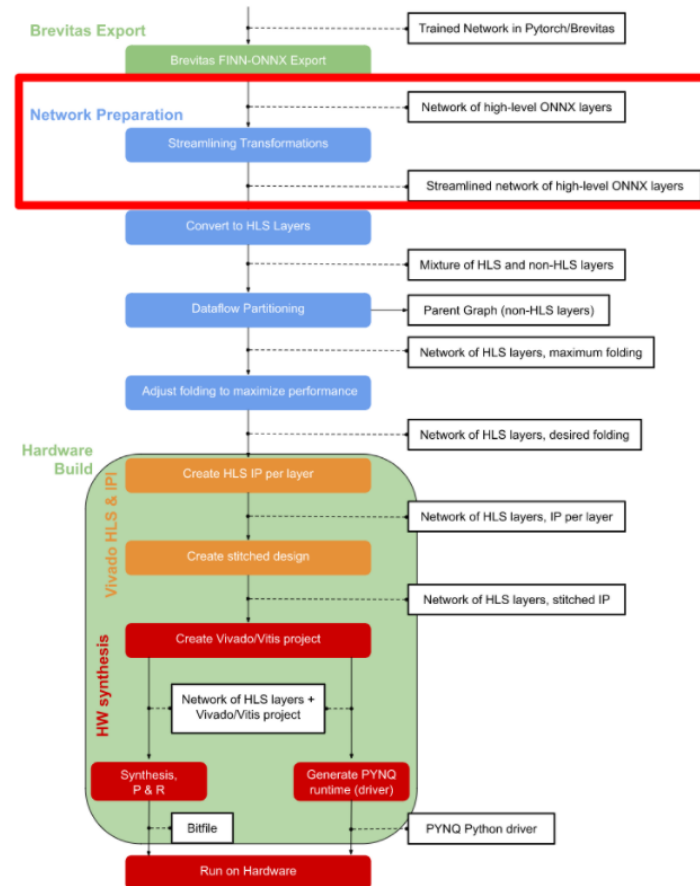 Trained Network in Pytorch/Brevitas
Brevitas Export
Brevitas FINN-ONNX Export
Network of high-level ONNX layers
Network Preparation
Streamlining Transformations
Streamlined network of high-level ONNX layers
Convert to HLS Layers
Mixture of HLS and non-HLS layers
Dataflow Partitioning
Parent Graph (non-HLS layers)
Network of HLS layers, maximum folding
Adjust folding to maximize performance
Network of HLS layers, desired folding
Hardware
Build
Vivado HLS & IPI
Create HLS IP per layer
Network of HLS layers, IP per layer
Create stitched design
Network of HLS layers, stitched IP
HW synthesis
Create Vivado/Vitis project
Network of HLS layers +
Vivado/Vitis project
Synthesis,
P & R
Generate PYNQ
runtime (driver)
Bitfile
PYNQ Python driver
Run on Hardware